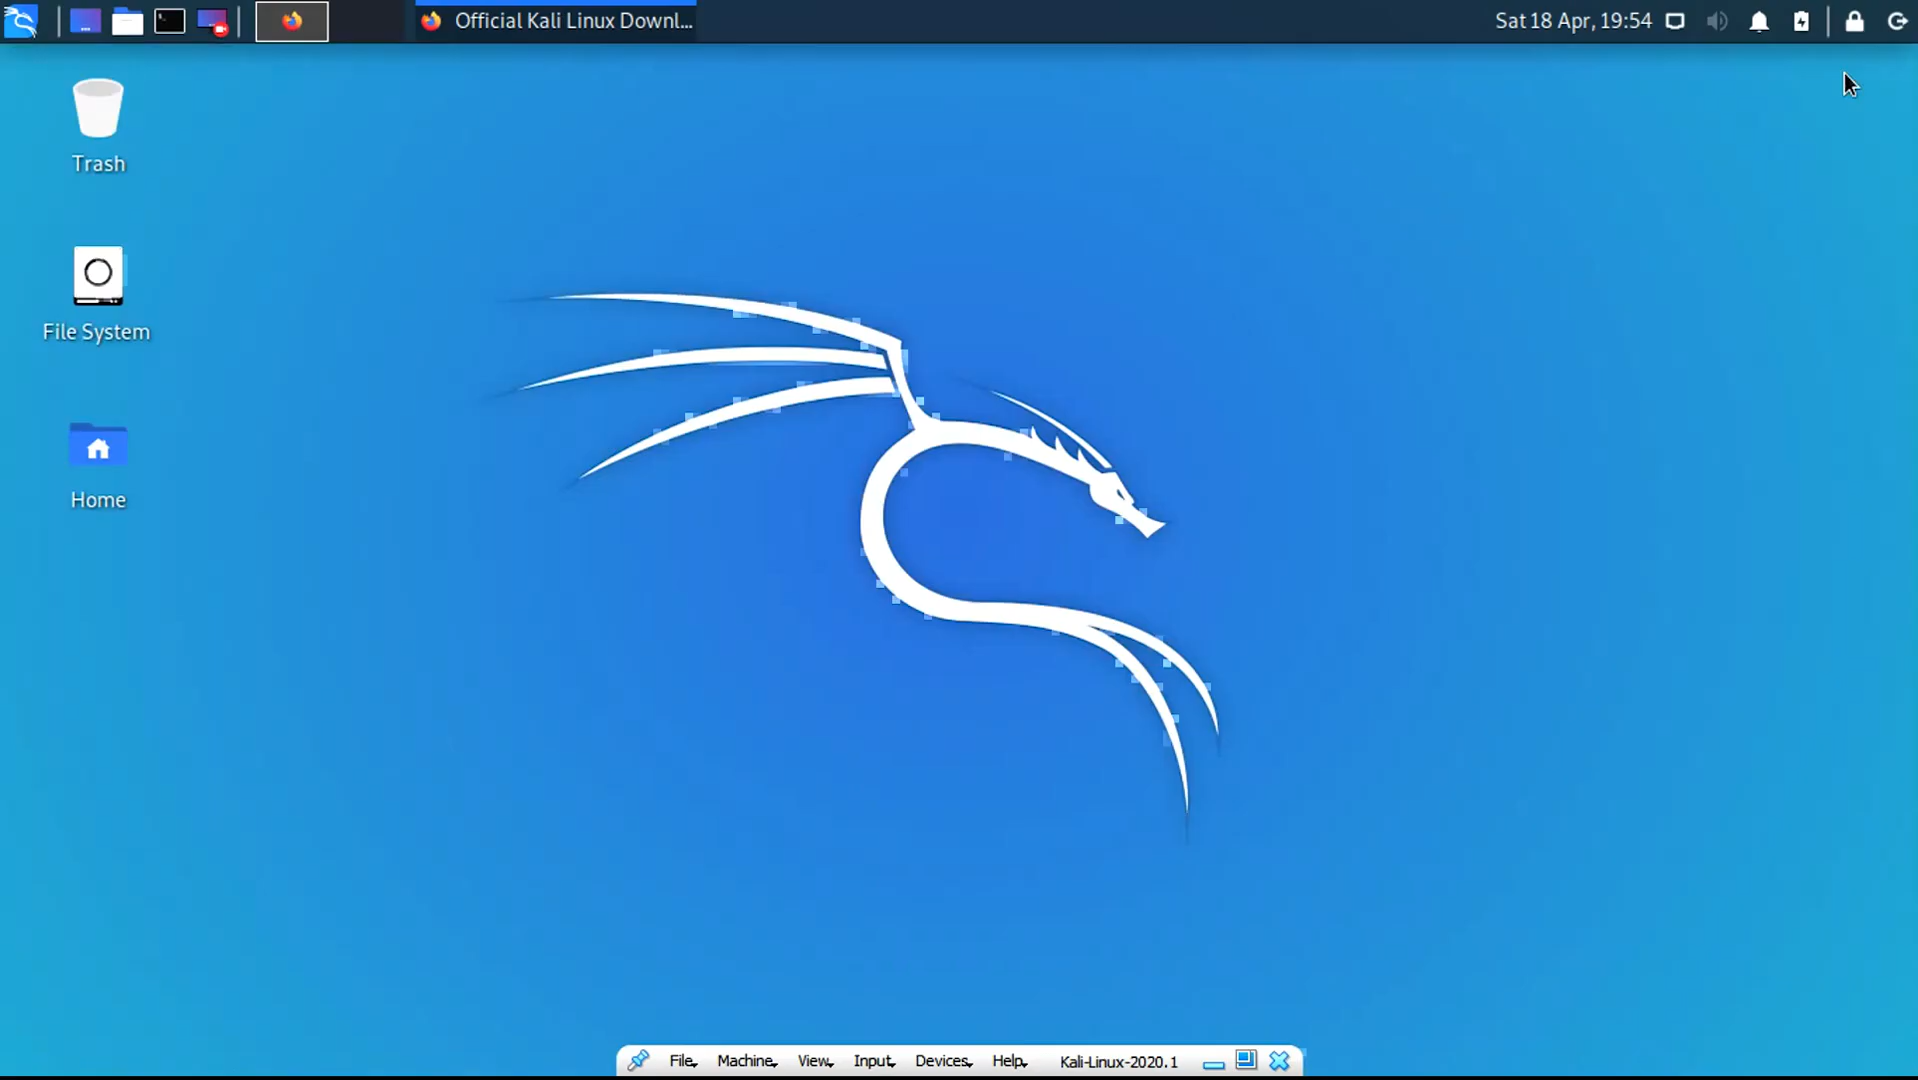 Official Kali Linux Downl...
Sat 18 Apr, 19:54
Trash
File System
Home
File Machine View Input Devices Help Kali-Linux-2020.1